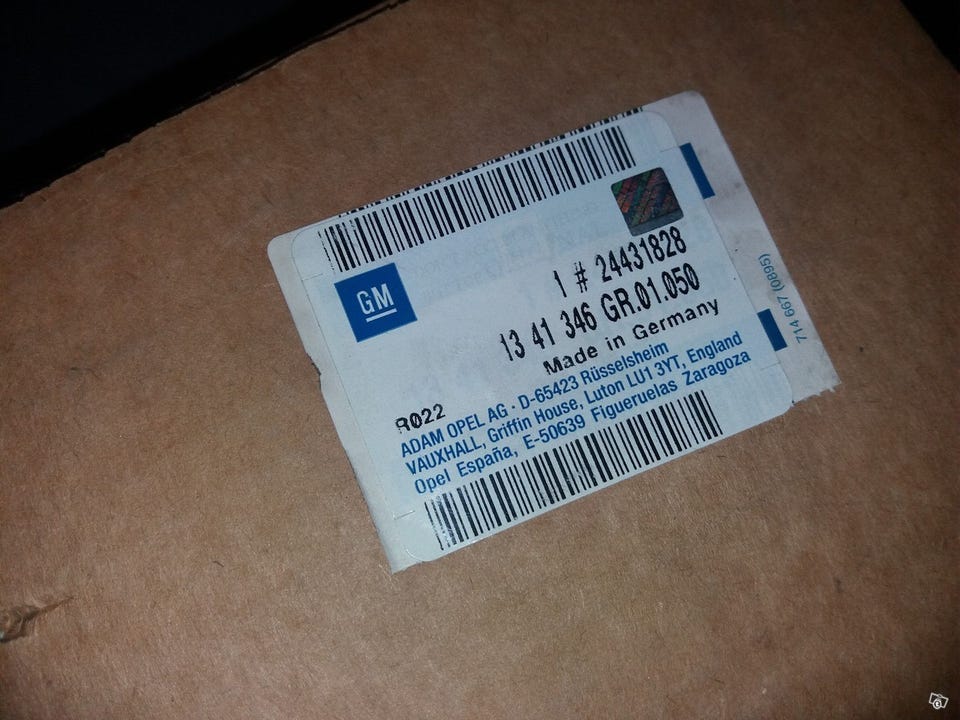 GM
1 # 24431828
13 41 346 GR.01.050
Made in Germany
R022
ADAM OPEL AG · D-65423 Rüsselsheim
VAUXHALL, Griffin House, Luton LU1 3YT, England
Opel España, E-50639 Figueruelas Zaragoza
714 667 (0895)